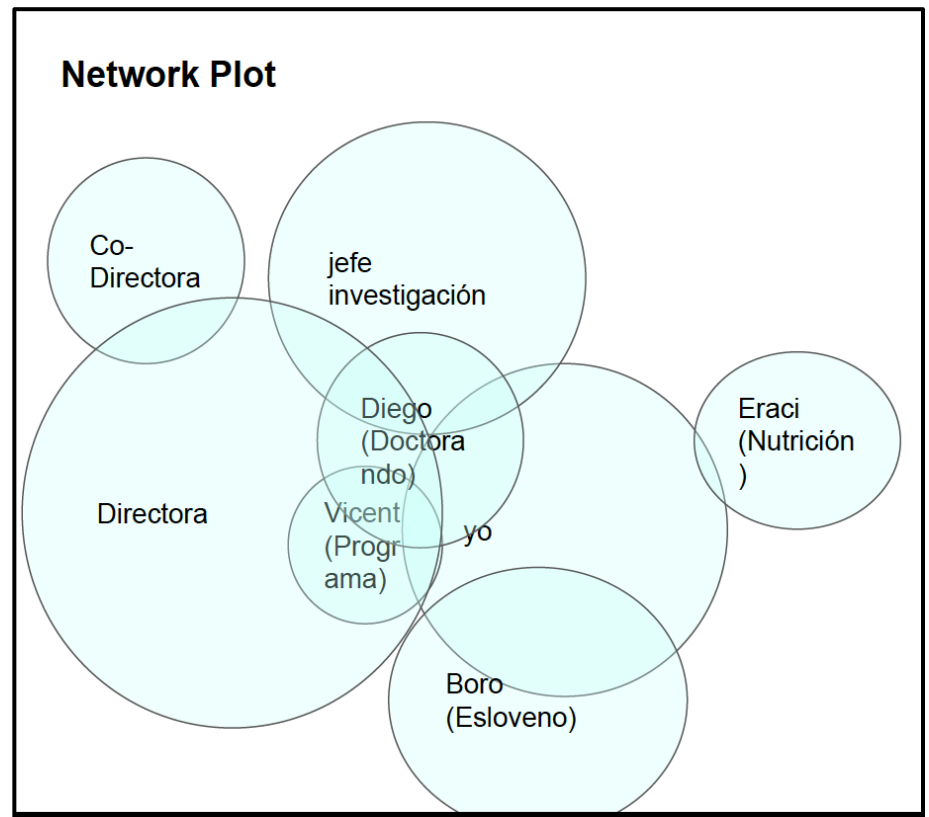 Network Plot
Co-
Directora
jefe
investigación
Diego
(Doctora
ndo)
Eraci
(Nutrición
)
Directora
Vicent
(Progr
ama)
yo
Boro
(Esloveno)